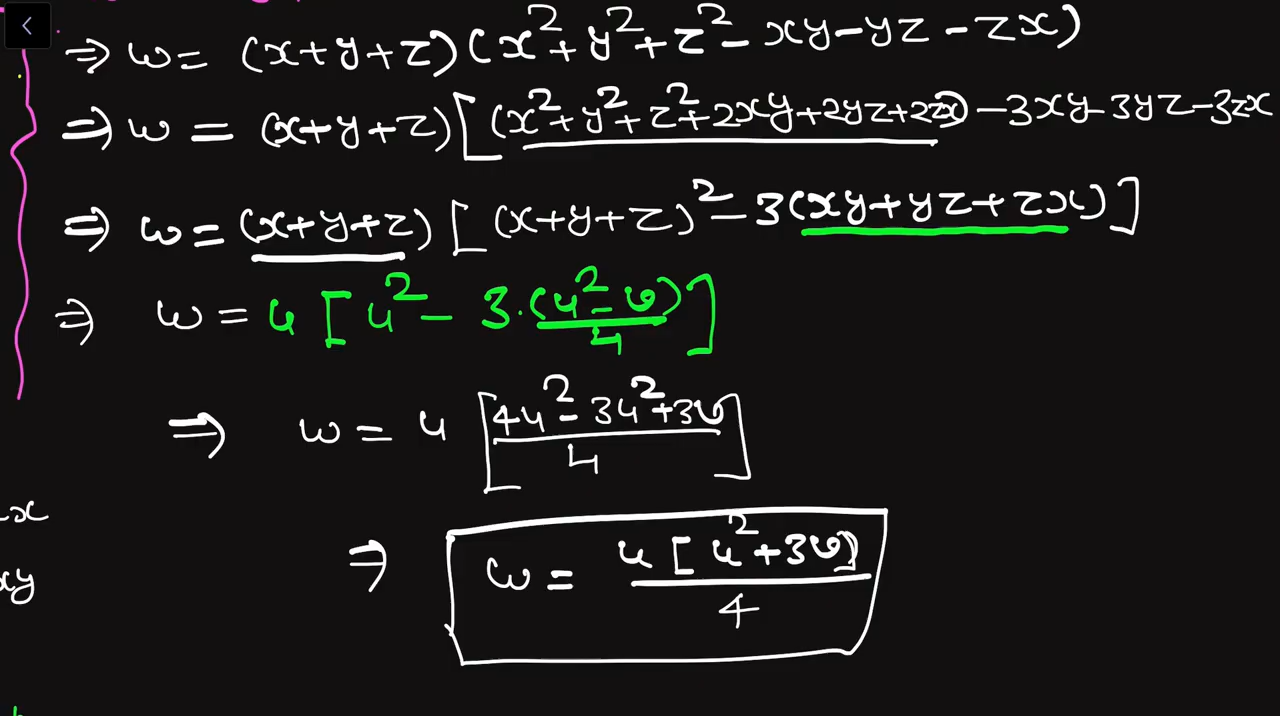 ⇒ w = (x+y+z)(x²+y²+z²-xy-yz-zx)
⇒ w = (x+y+z)[(x²+y²+z²+2xy+2yz+2zx)-3xy-3yz-3zx
⇒ w = (x+y+z)[(x+y+z)²-3(xy+yz+zx)]
⇒ w = u[u²-3·(u²-v)/4]
⇒ w = u[(4u²-3u²+3v)/4]
x
⇒ w = u[u²+3v]/4
xy